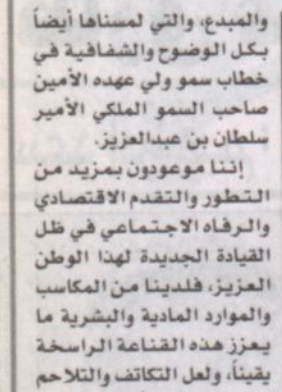 والمبدع، والتي لمسناها أيضاً
بكل الوضوح والشفافية في
خطاب سمو ولي عهده الأمين
صاحب السمو الملكي الأمير
سلطان بن عبدالعزيز.
إننا موعودون بمزيد من
التطور والتقدم الاقتصادي
والرفاه الاجتماعي في ظل
القيادة الجديدة لهذا الوطن
العزيز، فلدينا من المكاسب
والموارد المادية والبشرية ما
يعزز هذه القناعة الراسخة
يقيناً، ولعل التكاتف والتلاحم